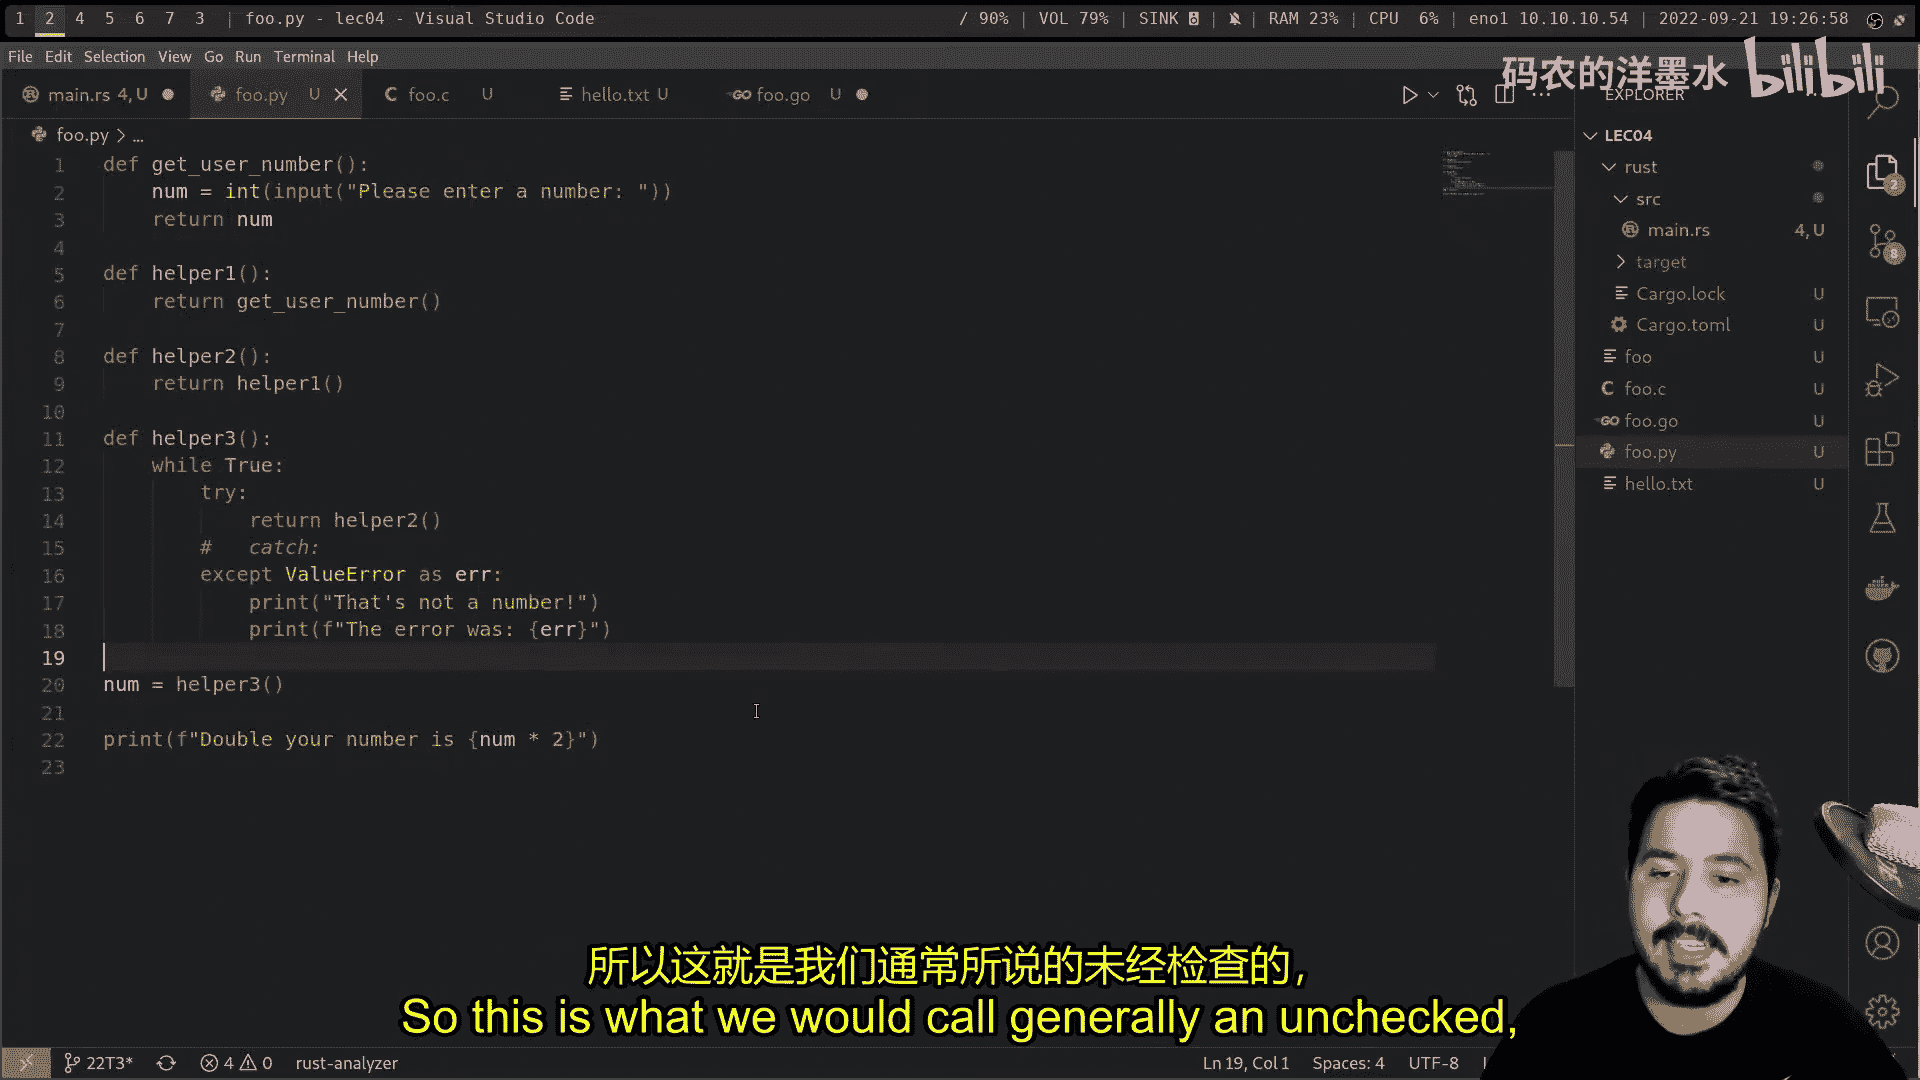 1 2 4 5 6 7 3 | foo.py - lec04 - Visual Studio Code
/ 90% | VOL 79% | SINK | | RAM 23% | CPU 6% | eno1 10.10.10.54 | 2022-09-21 19:26:58
File Edit Selection View Go Run Terminal Help
码农的洋墨水 bilibili
main.rs 4, U
foo.py U
foo.c U
hello.txt U
foo.go U
EXPLORER
foo.py > ...
1 def get_user_number():
2 num = int(input("Please enter a number: "))
3 return num
4
5 def helper1():
6 return get_user_number()
7
8 def helper2():
9 return helper1()
10
11 def helper3():
12 while True:
13 try:
14 return helper2()
15 # catch:
16 except ValueError as err:
17 print("That's not a number!")
18 print(f"The error was: {err}")
19
20 num = helper3()
21
22 print(f"Double your number is {num * 2}")
23
LEC04
rust
src
main.rs 4, U
target
Cargo.lock U
Cargo.toml U
foo U
foo.c U
foo.go U
foo.py U
hello.txt U
2
8
所以这就是我们通常所说的未经检查的，
So this is what we would call generally an unchecked,
22T3* 4 0 rust-analyzer
Ln 19, Col 1 Spaces: 4 UTF-8